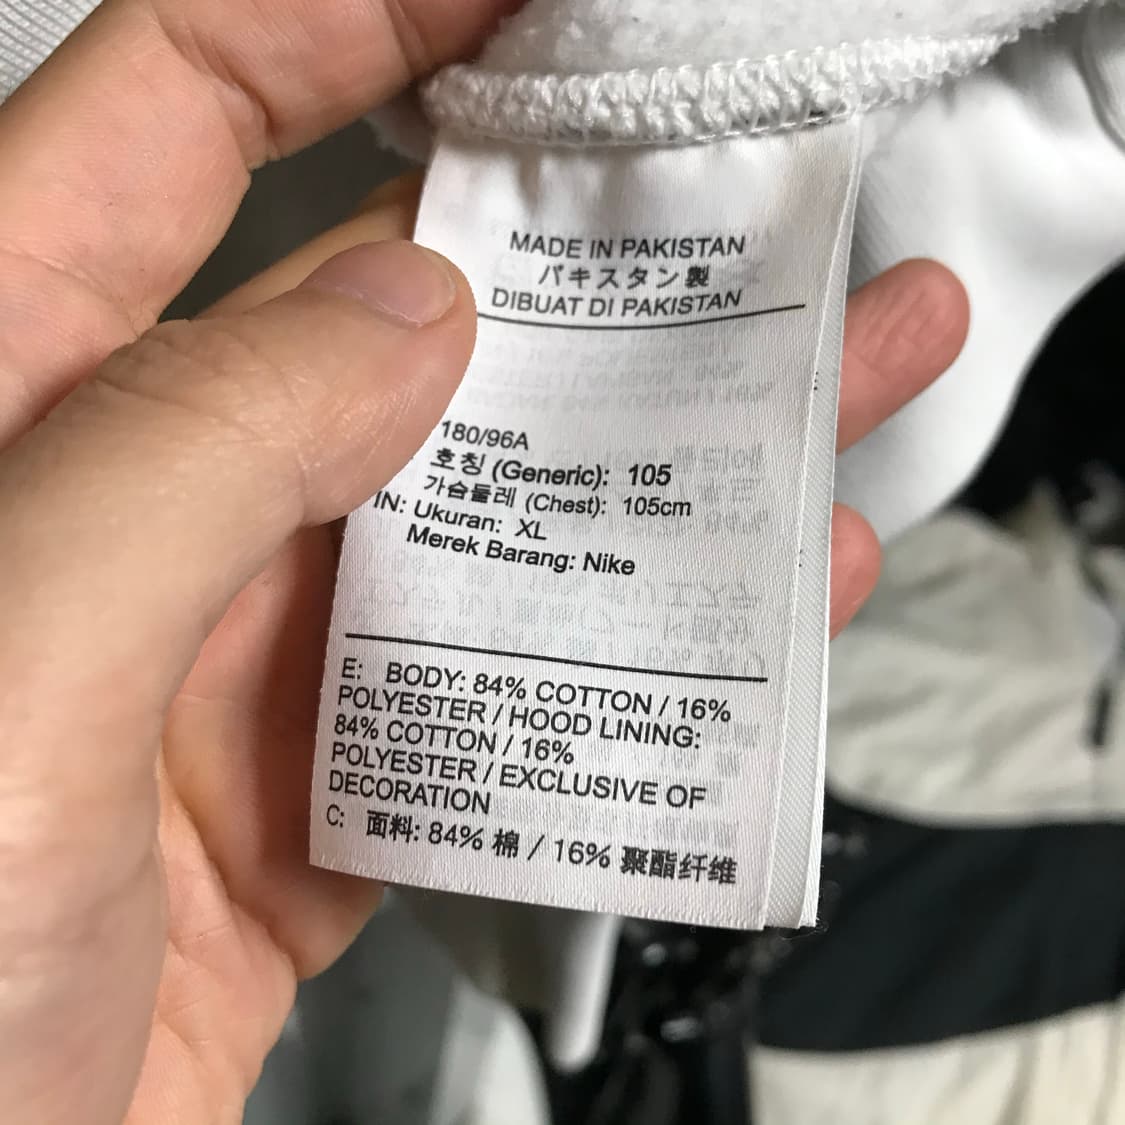 MADE IN PAKISTAN
パキスタン製
DIBUAT DI PAKISTAN
180/96A
호칭 (Generic): 105
가슴둘레 (Chest): 105cm
IN: Ukuran: XL
Merek Barang: Nike
E: BODY: 84% COTTON / 16%
POLYESTER / HOOD LINING:
84% COTTON / 16%
POLYESTER / EXCLUSIVE OF
DECORATION
C: 面料: 84% 棉 / 16% 聚酯纤维